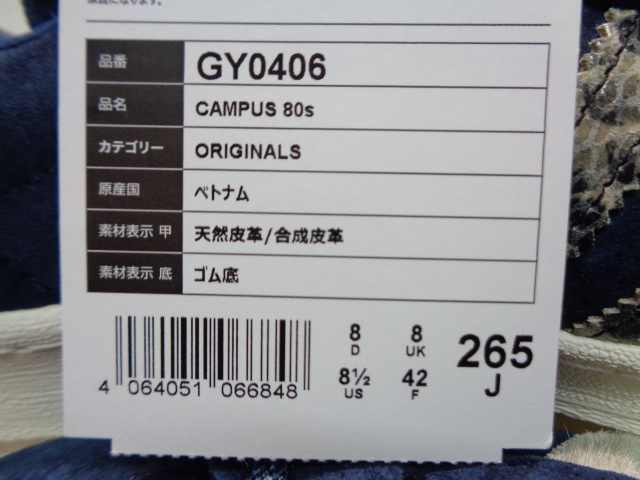 品番 GY0406
品名 CAMPUS 80s
カテゴリー ORIGINALS
原産国 ベトナム
素材表示 甲 天然皮革/合成皮革
素材表示 底 ゴム底
8 8 265
D UK J
8½ 42
US F
4 064051 066848